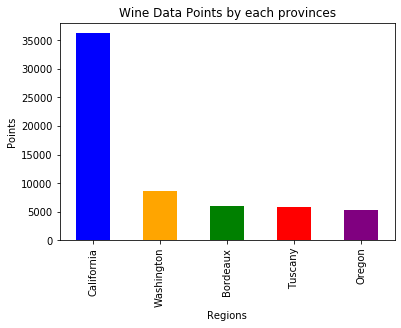 Wine Data Points by each provinces
Points
35000
30000
25000
20000
15000
10000
5000
0
California
Washington
Bordeaux
Tuscany
Oregon
Regions